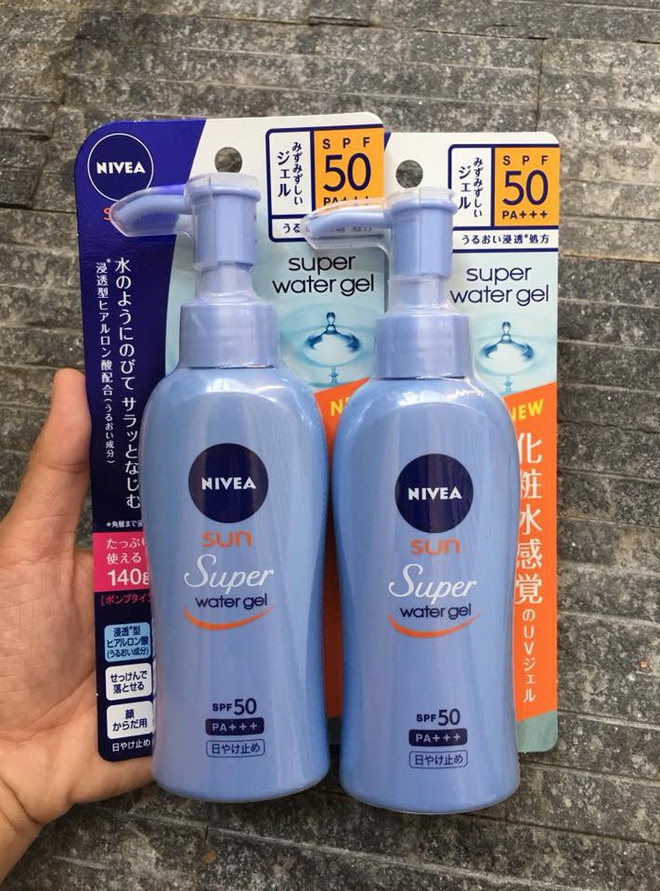 NIVEA
みずみずしい
ジェル
SPF
50
PA+++
うる
super
water gel
水のようにのびて サラッとなじむ
*浸透型ヒアルロン酸配合(うるおい成分)
*角層まで
たっぷり
使える
140g
[ポンプタイプ
浸透*型
ヒアルロン酸
(うるおい成分)
せっけんで
落とせる
顔
からだ用
日やけ止め
NIVEA
sun
Super
water gel
SPF50
PA+++
日やけ止め
みずみずしい
ジェル
SPF
50
PA+++
うるおい浸透*処方
super
water gel
NEW
化粧水感覚のUVジェル
NIVEA
sun
Super
water gel
SPF50
PA+++
日やけ止め